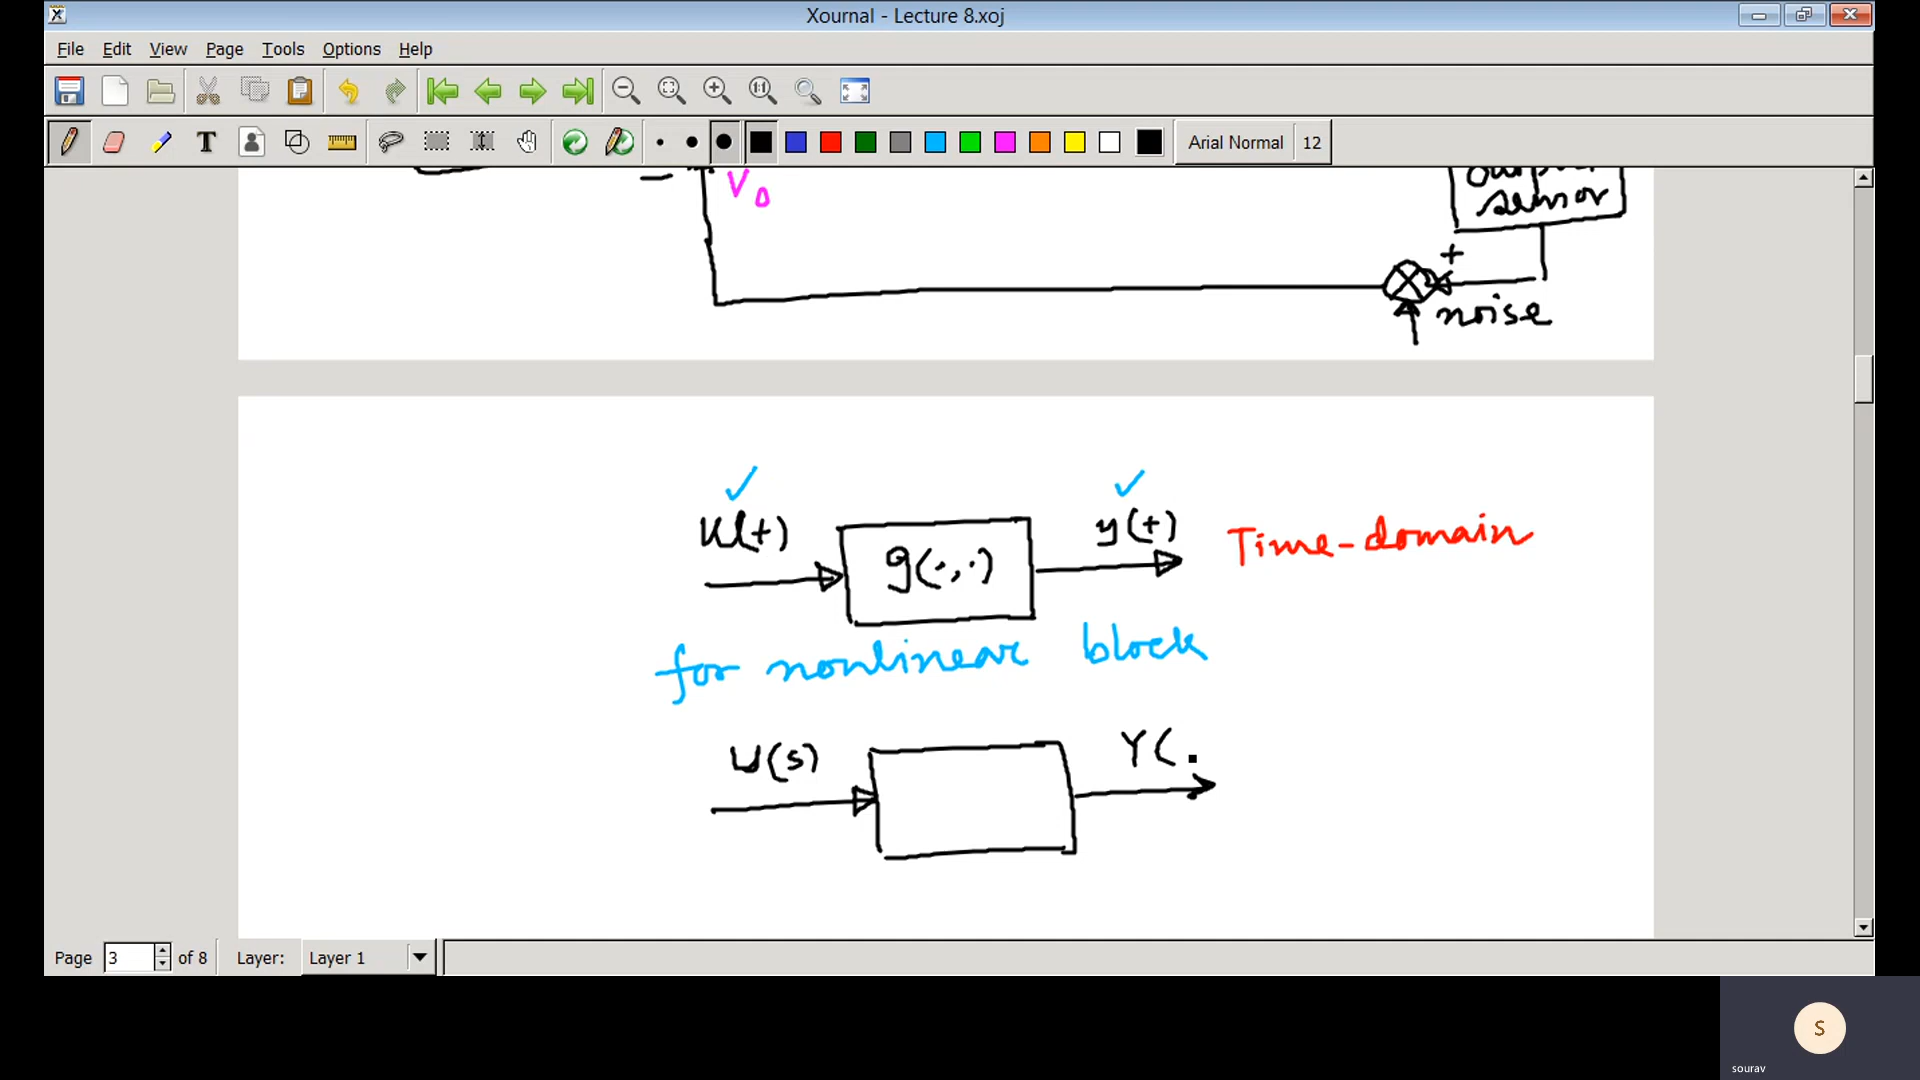 Xournal - Lecture 8.xoj
File Edit View Page Tools Options Help
Arial Normal 12
V0
sensor
+
noise
u(t) g(·,·) y(t) Time-domain
for nonlinear block
U(s) Y(
Page 3 of 8 Layer: Layer 1
S
sourav